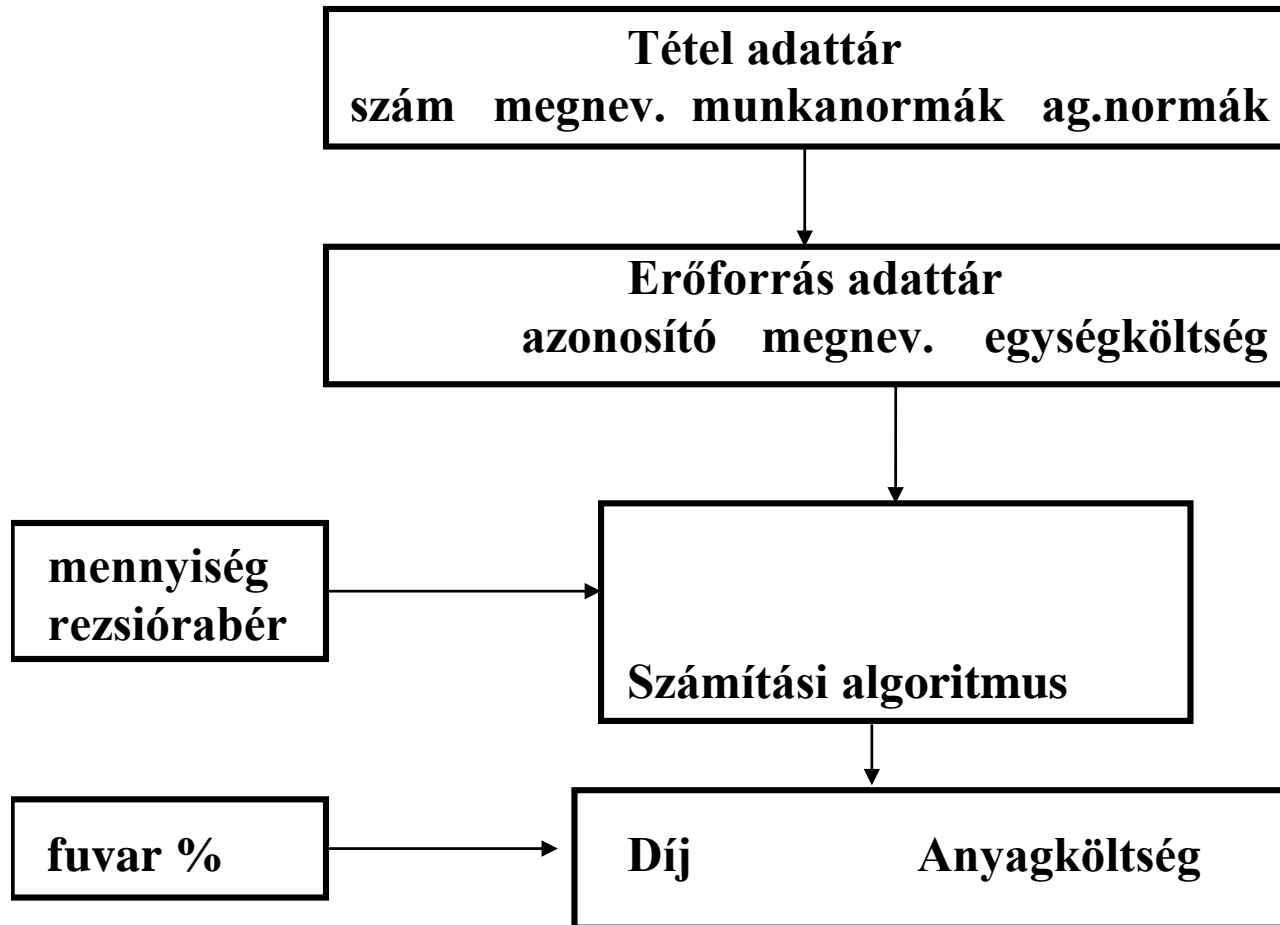 Tétel adattár
szám megnev. munkanormák ag.normák
Erőforrás adattár
azonosító megnev. egységköltség
mennyiség
rezsiórabér
Számítási algoritmus
fuvar %
Díj Anyagköltség